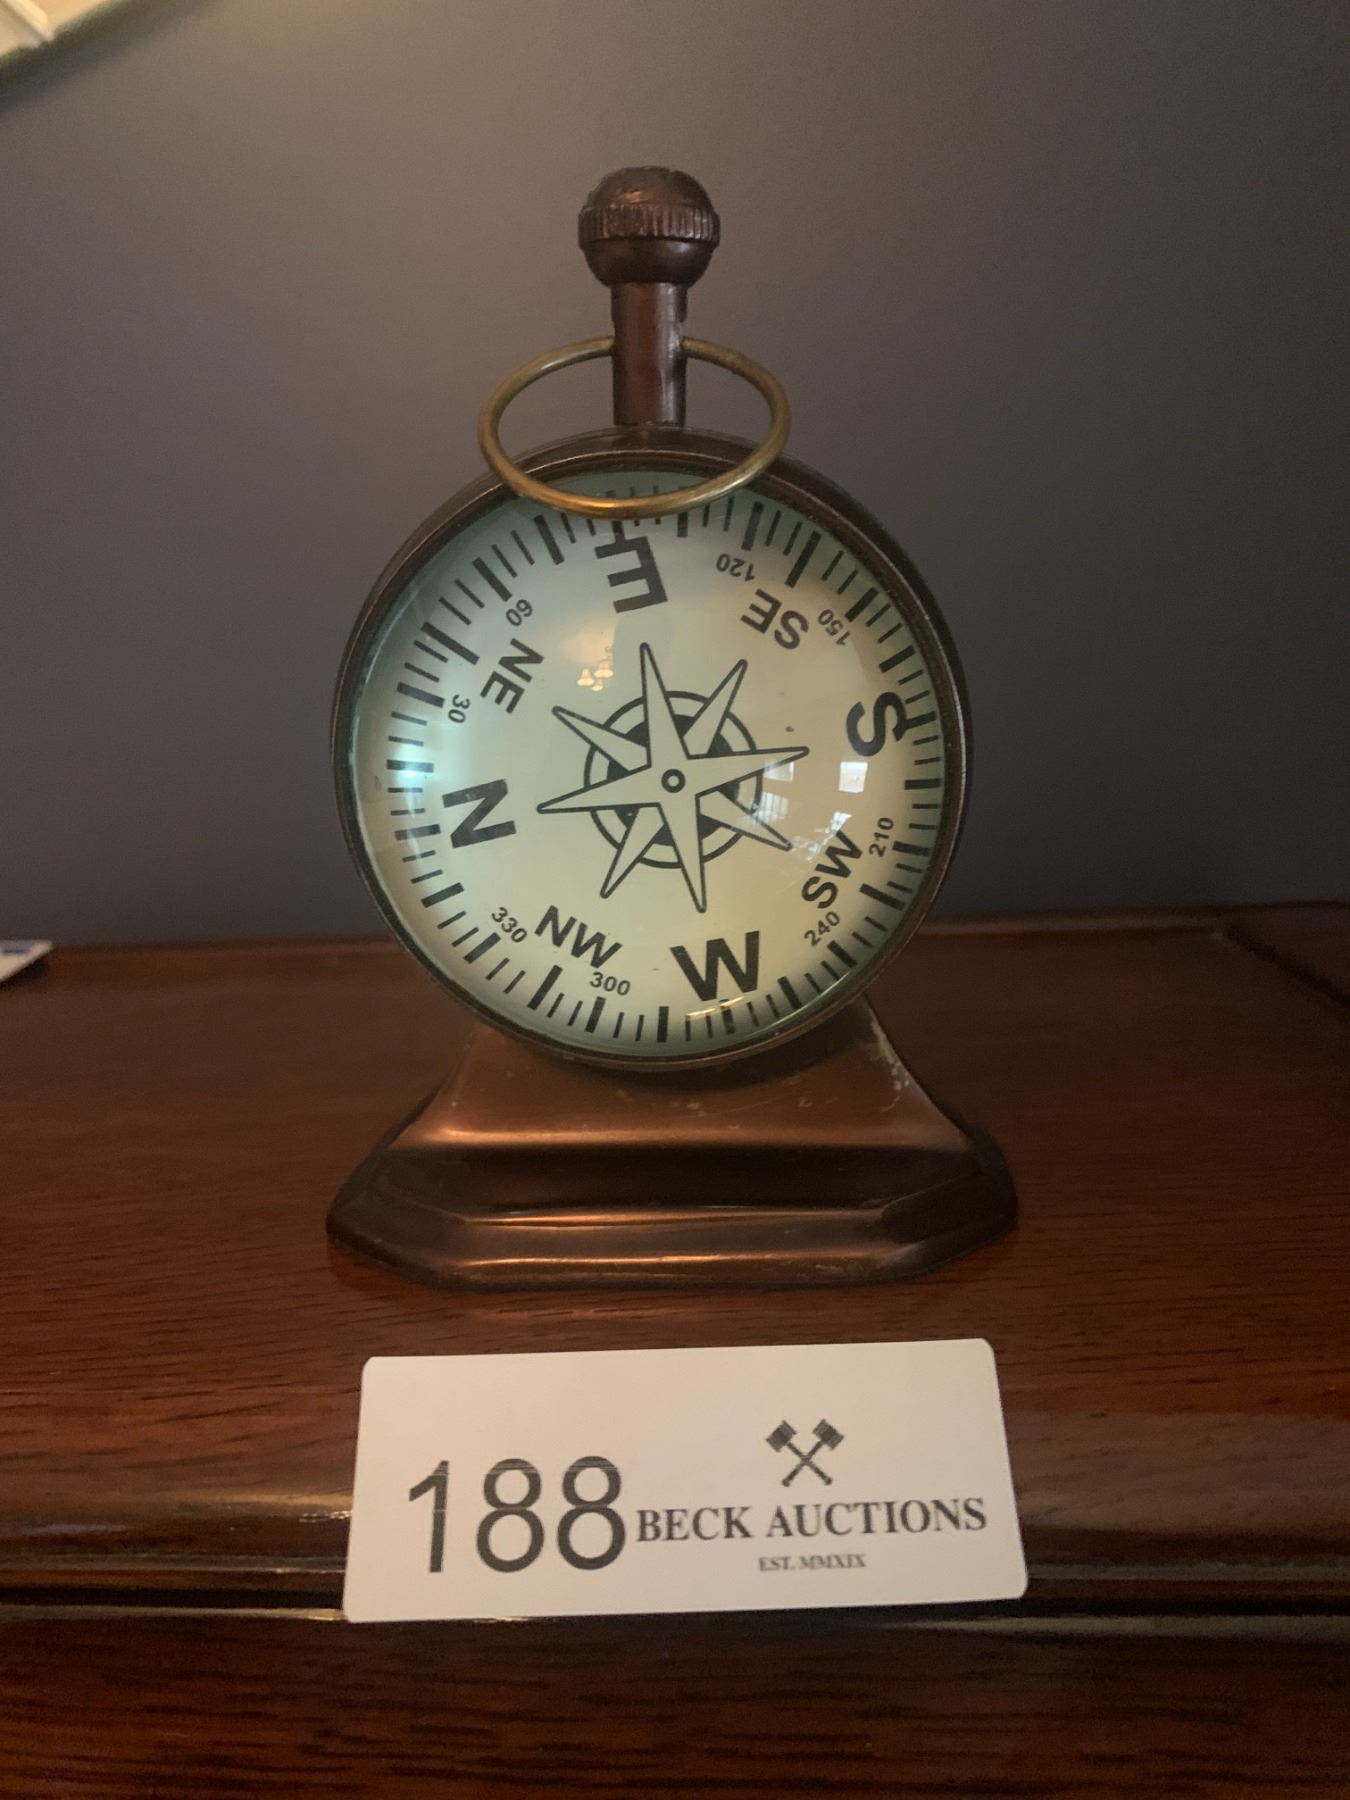 E
120
SE
150
S
210
SW
240
W
300
NW
330
N
30
NE
60
188
BECK AUCTIONS
EST. MMXIX